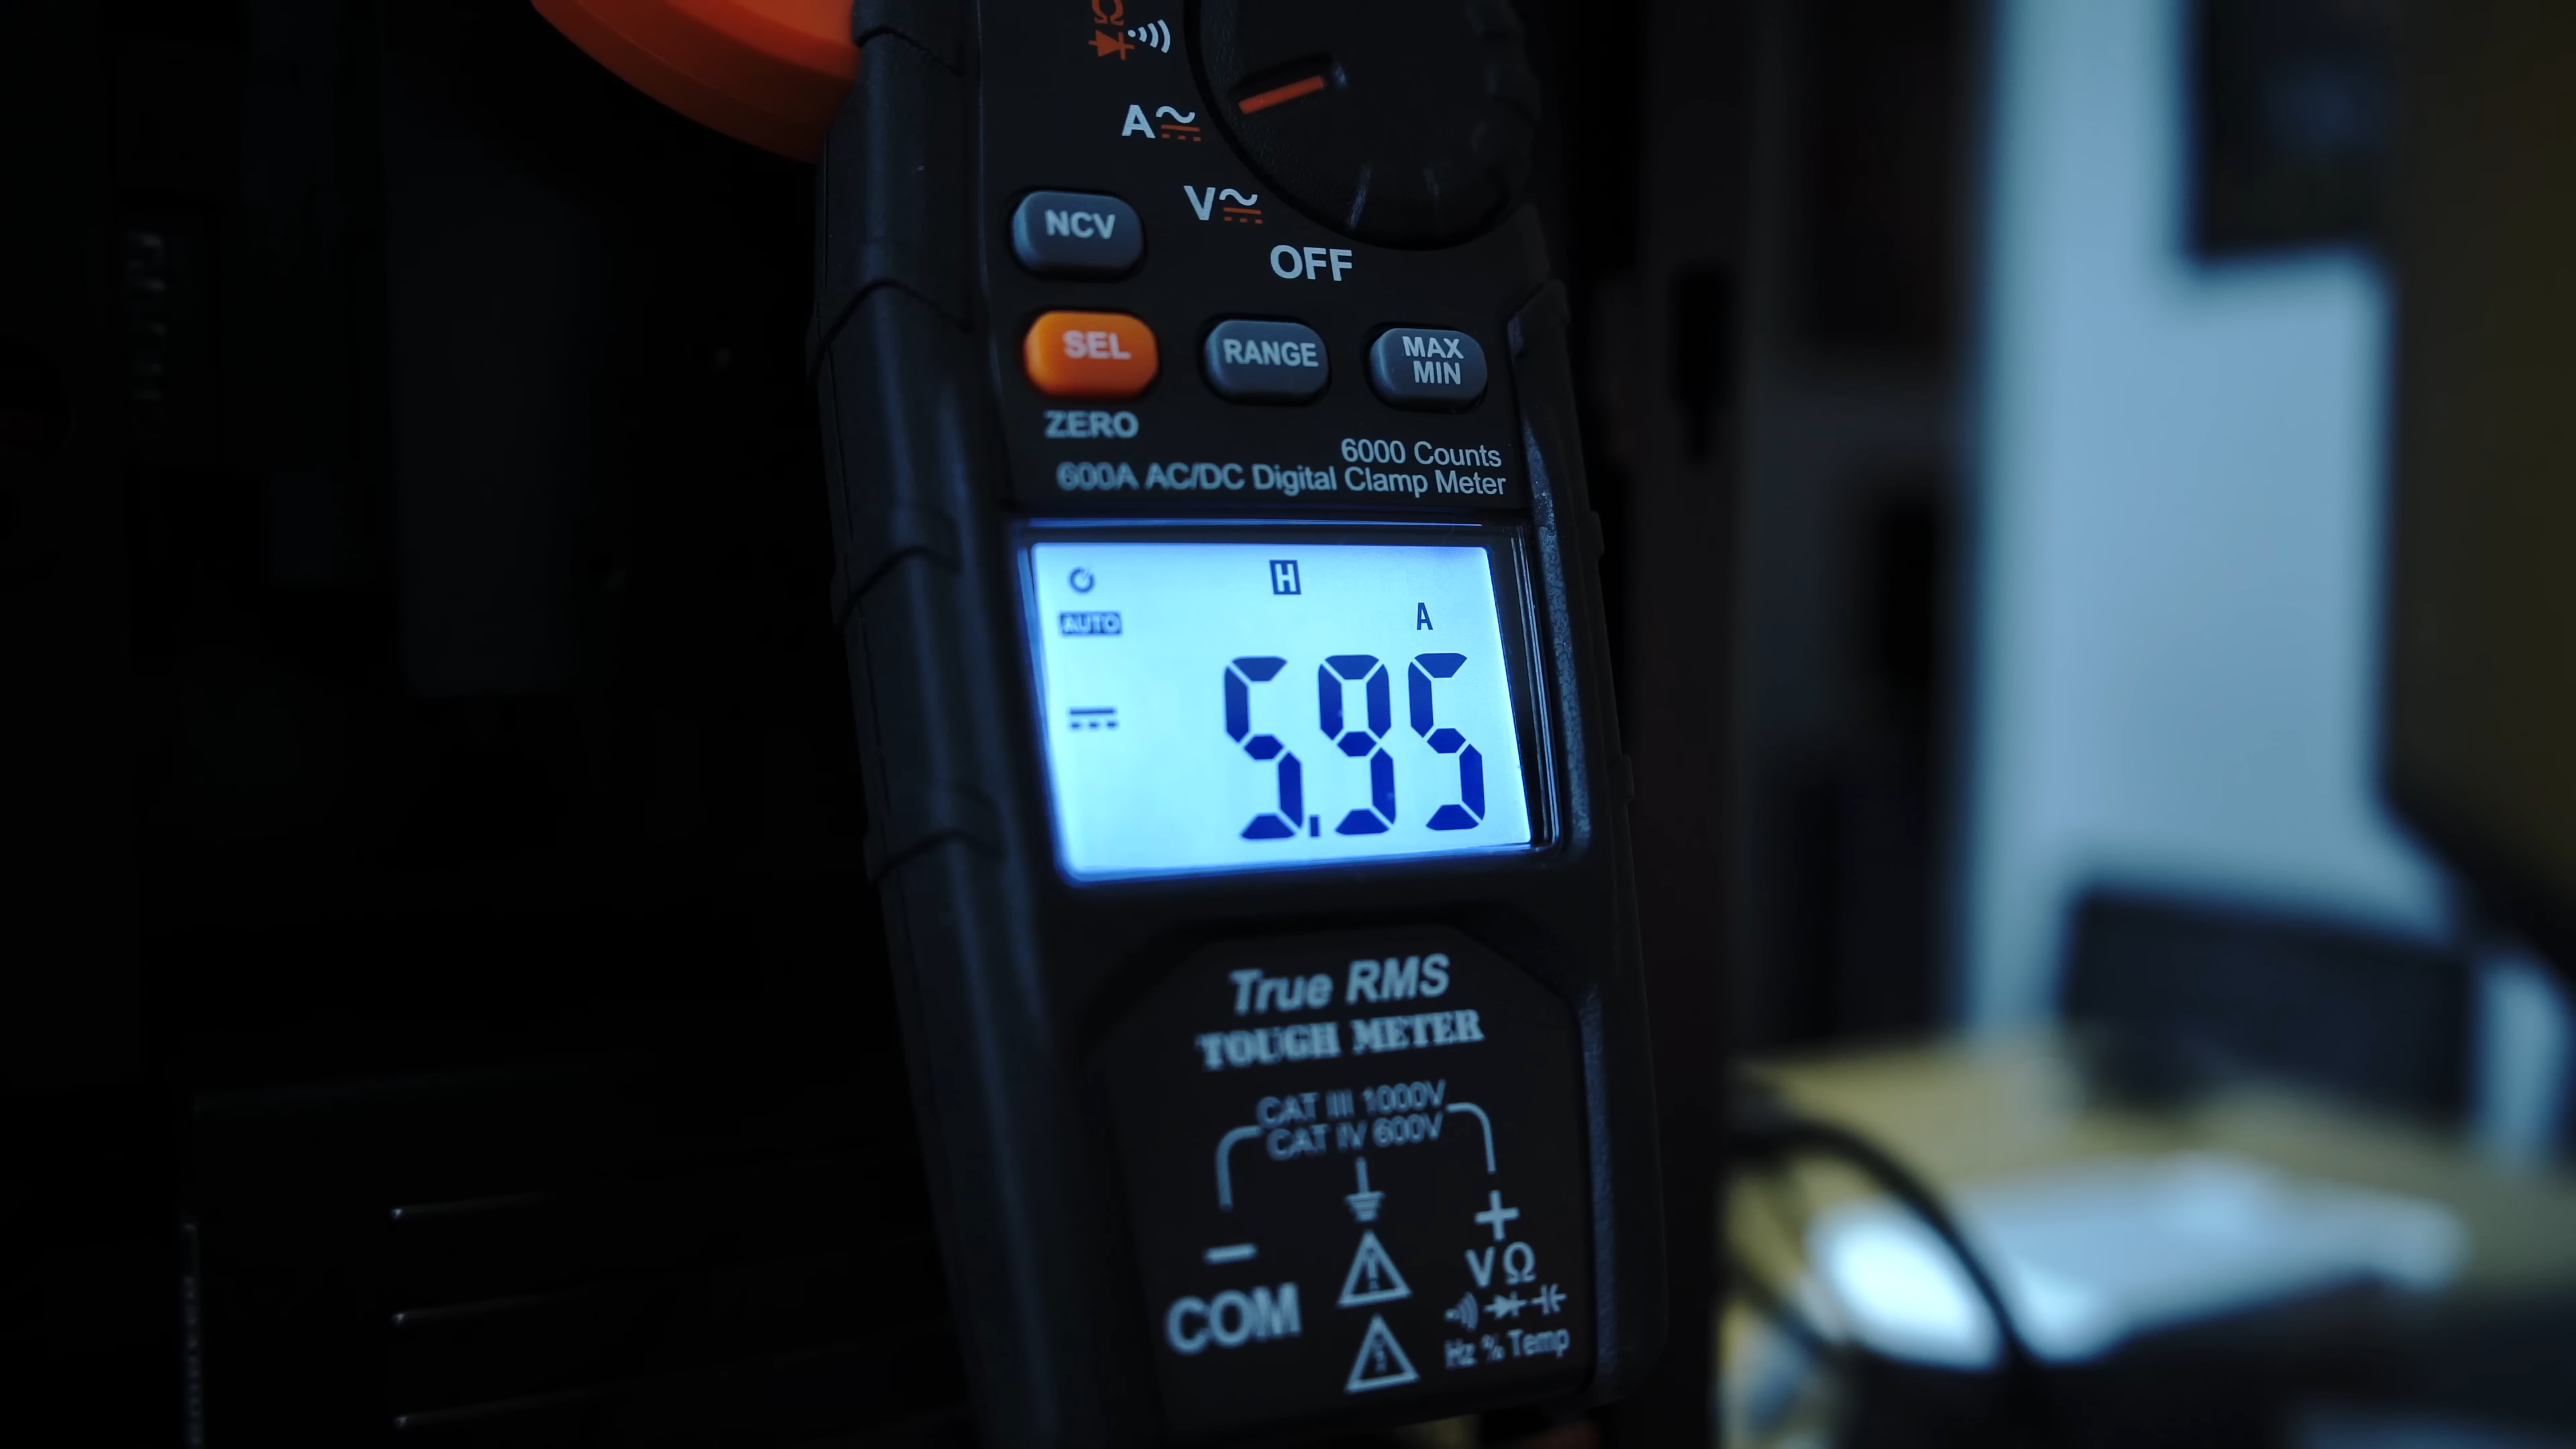 Ω
A
V
NCV
OFF
SEL
RANGE
MAX
MIN
ZERO
6000 Counts
600A AC/DC Digital Clamp Meter
H
AUTO
A
5.95
True RMS
TOUGH METER
CAT III 1000V
CAT IV 600V
− +
COM
VΩ
Hz % Temp